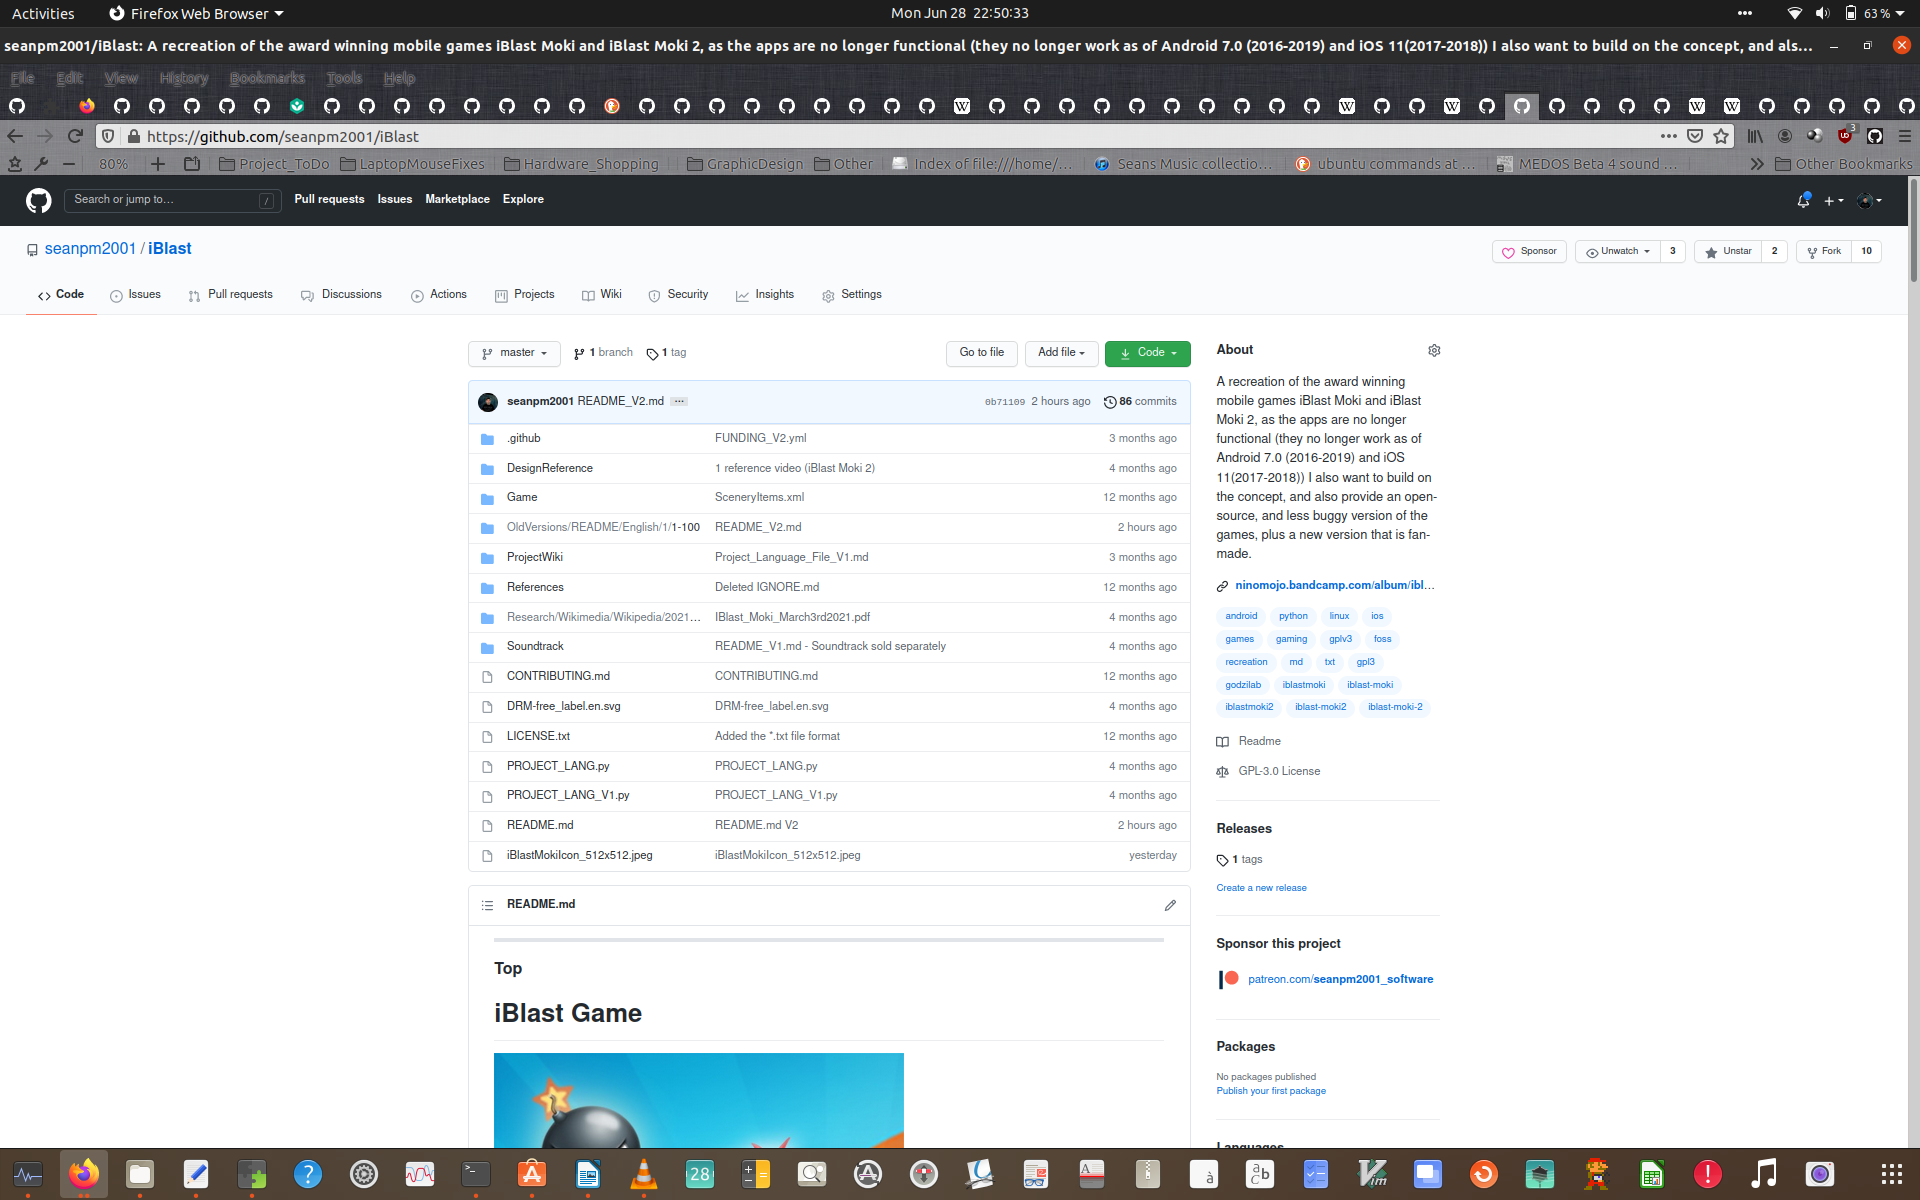 Activities Firefox Web Browser Mon Jun 28 22:50:33 63 %
seanpm2001/iBlast: A recreation of the award winning mobile games iBlast Moki and iBlast Moki 2, as the apps are no longer functional (they no longer work as of Android 7.0 (2016-2019) and iOS 11(2017-2018)) I also want to build on the concept, and als...
File Edit View History Bookmarks Tools Help
https://github.com/seanpm2001/iBlast 3
80% Project_ToDo LaptopMouseFixes Hardware_Shopping GraphicDesign Other Index of file:///home/... Seans Music collectio... ubuntu commands at ... MEDOS Beta 4 sound ... Other Bookmarks
Search or jump to... / Pull requests Issues Marketplace Explore
seanpm2001 / iBlast Sponsor Unwatch 3 Unstar 2 Fork 10
Code Issues Pull requests Discussions Actions Projects Wiki Security Insights Settings
master 1 branch 1 tag Go to file Add file Code
seanpm2001 README_V2.md ... 0b71109 2 hours ago 86 commits
.github FUNDING_V2.yml 3 months ago
DesignReference 1 reference video (iBlast Moki 2) 4 months ago
Game SceneryItems.xml 12 months ago
OldVersions/README/English/1/1-100 README_V2.md 2 hours ago
ProjectWiki Project_Language_File_V1.md 3 months ago
References Deleted IGNORE.md 12 months ago
Research/Wikimedia/Wikipedia/2021... IBlast_Moki_March3rd2021.pdf 4 months ago
Soundtrack README_V1.md - Soundtrack sold separately 4 months ago
CONTRIBUTING.md CONTRIBUTING.md 12 months ago
DRM-free_label.en.svg DRM-free_label.en.svg 4 months ago
LICENSE.txt Added the *.txt file format 12 months ago
PROJECT_LANG.py PROJECT_LANG.py 4 months ago
PROJECT_LANG_V1.py PROJECT_LANG_V1.py 4 months ago
README.md README.md V2 2 hours ago
iBlastMokiIcon_512x512.jpeg iBlastMokiIcon_512x512.jpeg yesterday
README.md
Top
iBlast Game
About
A recreation of the award winning
mobile games iBlast Moki and iBlast
Moki 2, as the apps are no longer
functional (they no longer work as of
Android 7.0 (2016-2019) and iOS
11(2017-2018)) I also want to build on
the concept, and also provide an open-
source, and less buggy version of the
games, plus a new version that is fan-
made.
ninomojo.bandcamp.com/album/ibl...
android python linux ios
games gaming gplv3 foss
recreation md txt gpl3
godzilab iblastmoki iblast-moki
iblastmoki2 iblast-moki2 iblast-moki-2
Readme
GPL-3.0 License
Releases
1 tags
Create a new release
Sponsor this project
patreon.com/seanpm2001_software
Packages
No packages published
Publish your first package
Languages
28